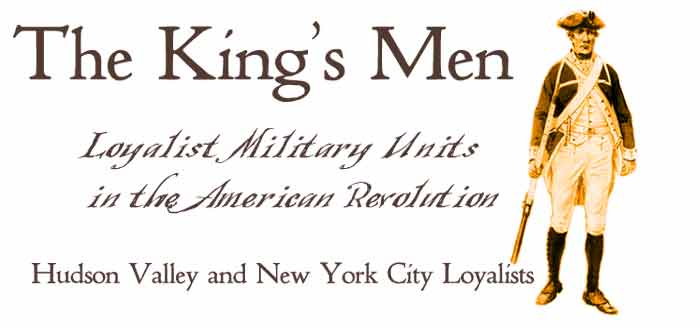 The King's Men
Loyalist Military Units
in the American Revolution
Hudson Valley and New York City Loyalists